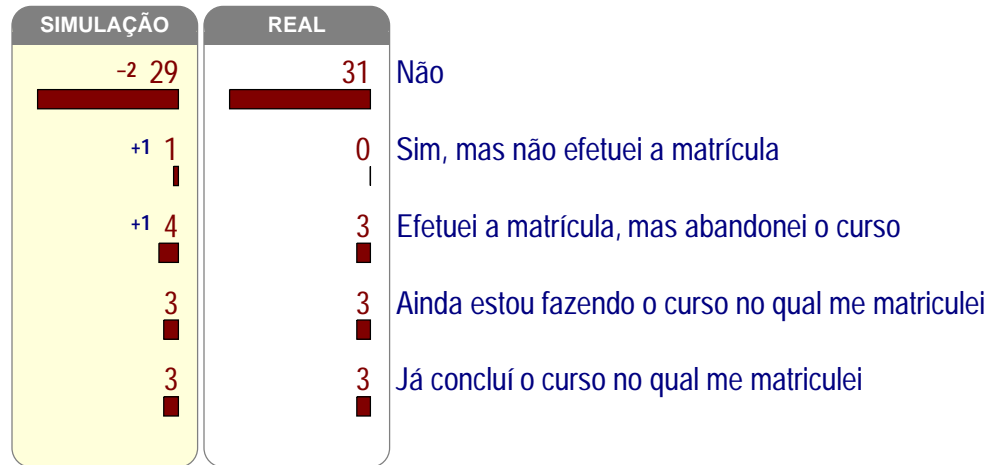 SIMULAÇÃO REAL
−2 29 31 Não
+1 1 0 Sim, mas não efetuei a matrícula
+1 4 3 Efetuei a matrícula, mas abandonei o curso
3 3 Ainda estou fazendo o curso no qual me matriculei
3 3 Já concluí o curso no qual me matriculei